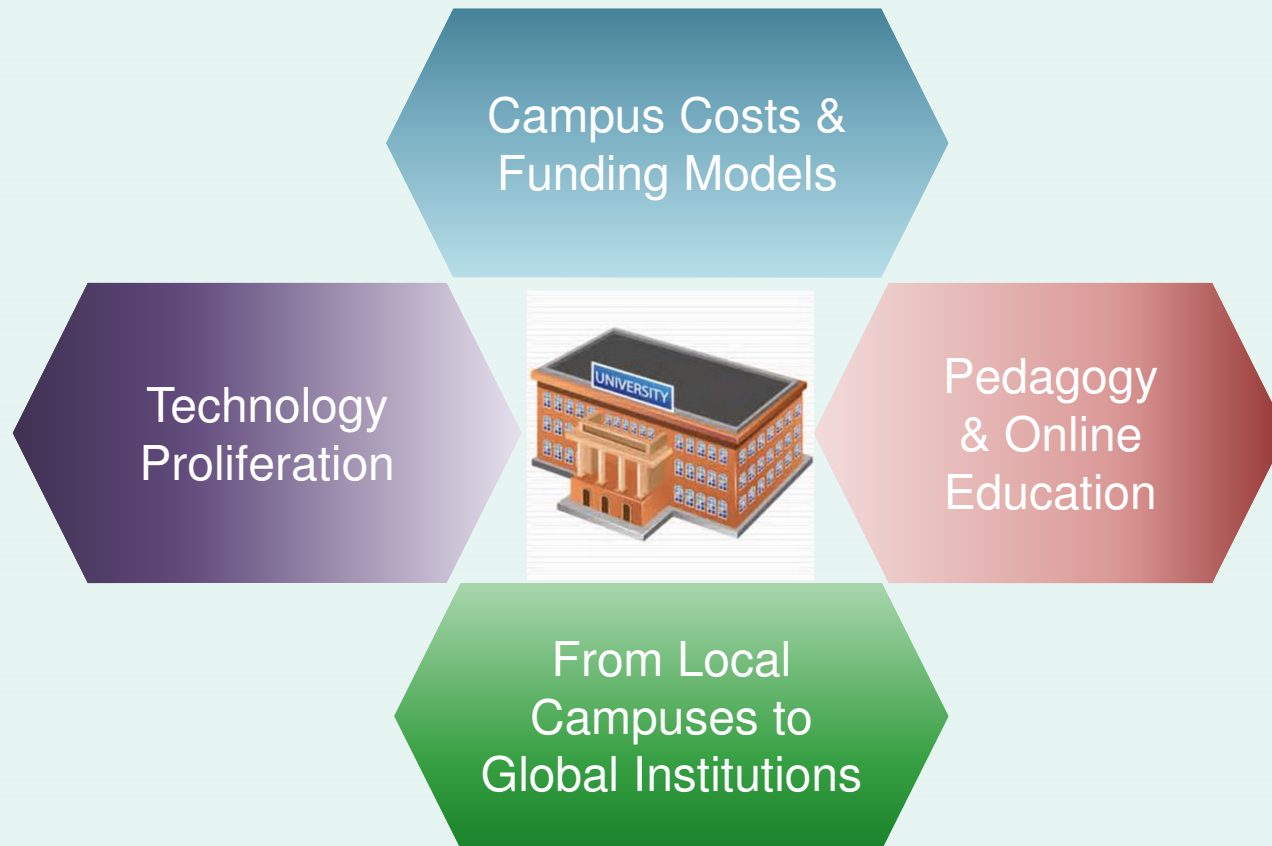 Campus Costs &
Funding Models
Technology
Proliferation
UNIVERSITY
Pedagogy
& Online
Education
From Local
Campuses to
Global Institutions